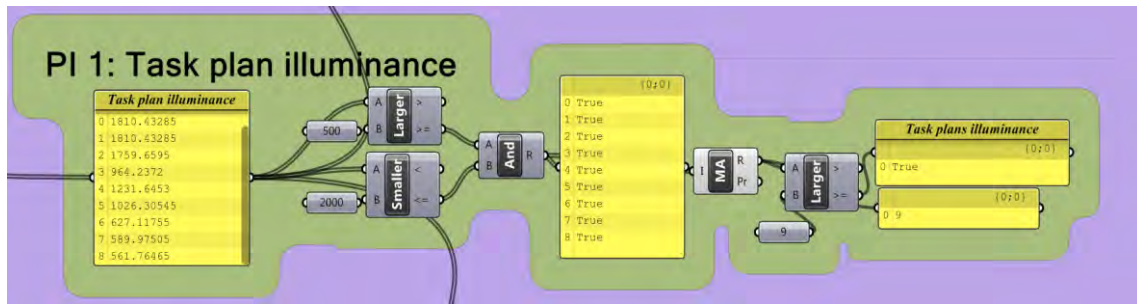 PI 1: Task plan illuminance
Task plan illuminance
0 1810.43285
1 1810.43285
2 1759.6595
3 964.2372
4 1231.6453
5 1026.30545
6 627.11755
7 589.97505
8 561.76465
500
A
B
Larger
>
>=
2000
A
B
Smaller
<
<=
A
B
And
R
{0;0}
0 True
1 True
2 True
3 True
4 True
5 True
6 True
7 True
8 True
I
MA
R
Pr
9
A
B
Larger
>
>=
Task plans illuminance
{0;0}
0 True
{0;0}
0 9